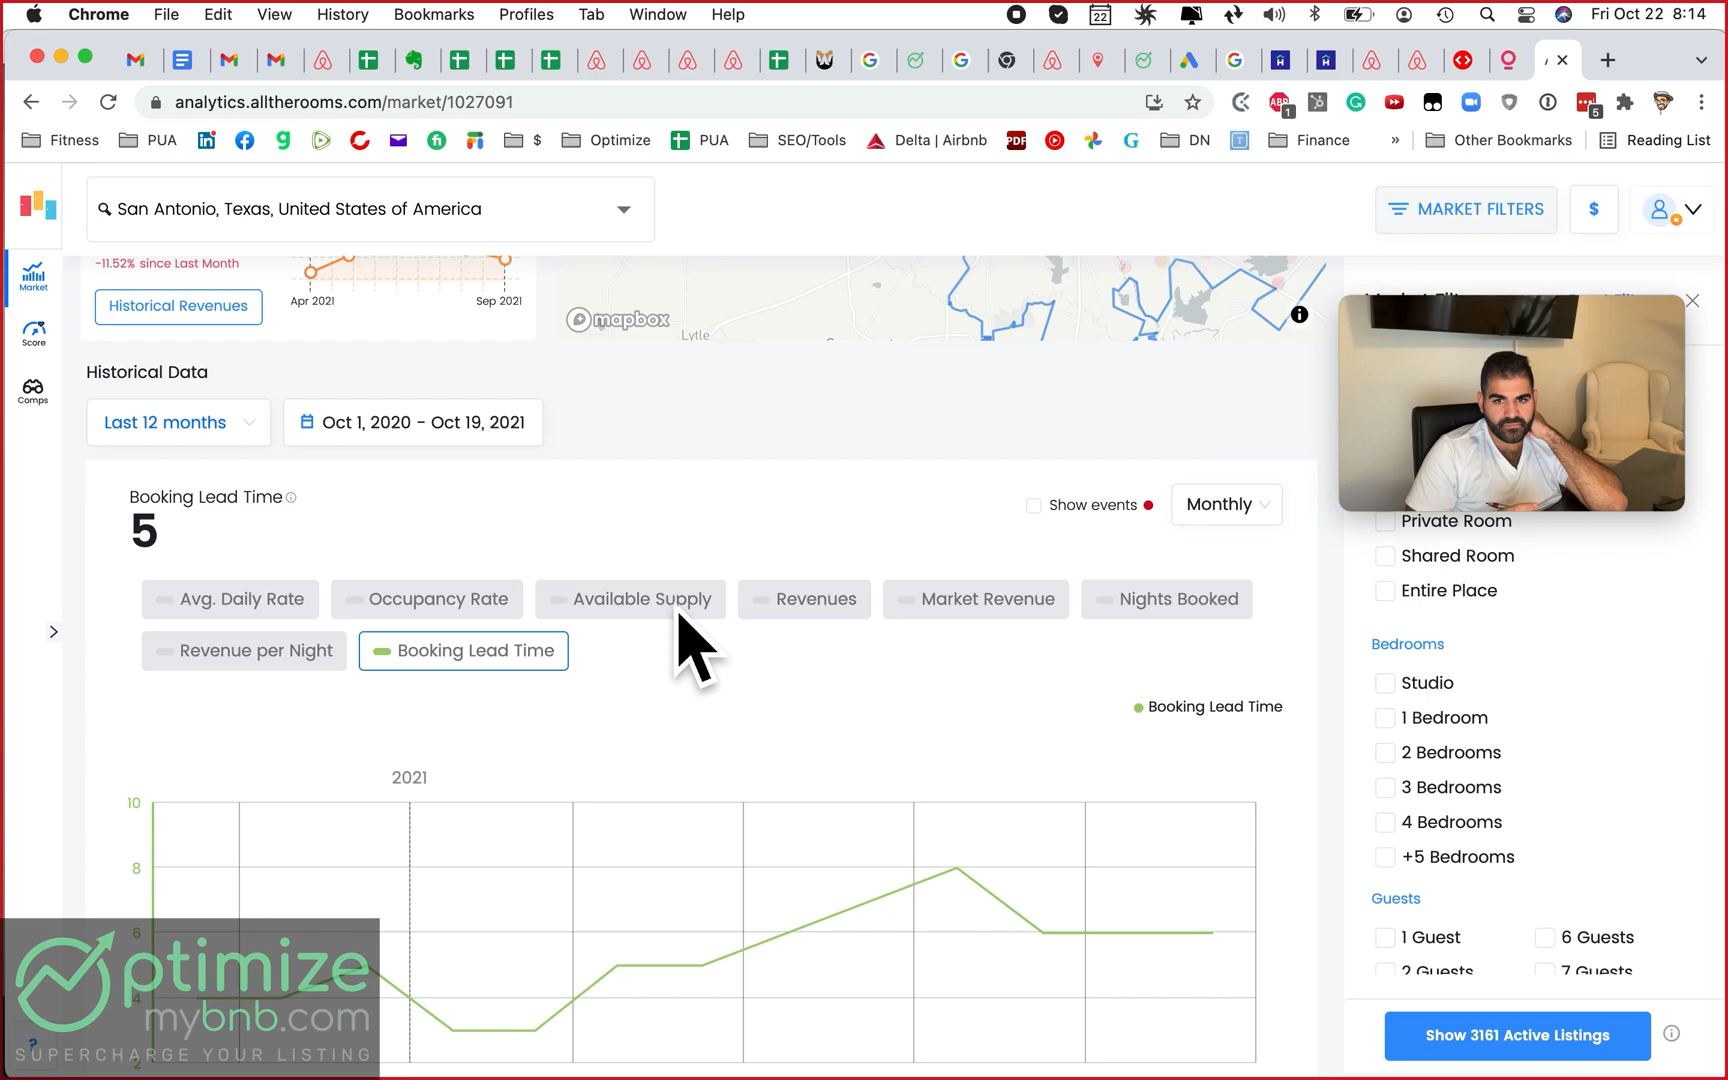 Chrome File Edit View History Bookmarks Profiles Tab Window Help
22
Fri Oct 22 8:14
analytics.alltherooms.com/market/1027091
ABP 1
5
Fitness PUA $ Optimize PUA SEO/Tools Delta | Airbnb PDF DN Finance » Other Bookmarks Reading List
San Antonio, Texas, United States of America
MARKET FILTERS
$
Market
Score
Comps
-11.52% since Last Month
Historical Revenues
Apr 2021
Sep 2021
mapbox
Lytle
Historical Data
Last 12 months
Oct 1, 2020 - Oct 19, 2021
Booking Lead Time
5
Show events
Monthly
Avg. Daily Rate
Occupancy Rate
Available Supply
Revenues
Market Revenue
Nights Booked
Revenue per Night
Booking Lead Time
Booking Lead Time
2021
10
8
6
4
2
Private Room
Shared Room
Entire Place
Bedrooms
Studio
1 Bedroom
2 Bedrooms
3 Bedrooms
4 Bedrooms
+5 Bedrooms
Guests
1 Guest
6 Guests
2 Guests
7 Guests
Show 3161 Active Listings
Optimize
mybnb.com
SUPERCHARGE YOUR LISTING
?